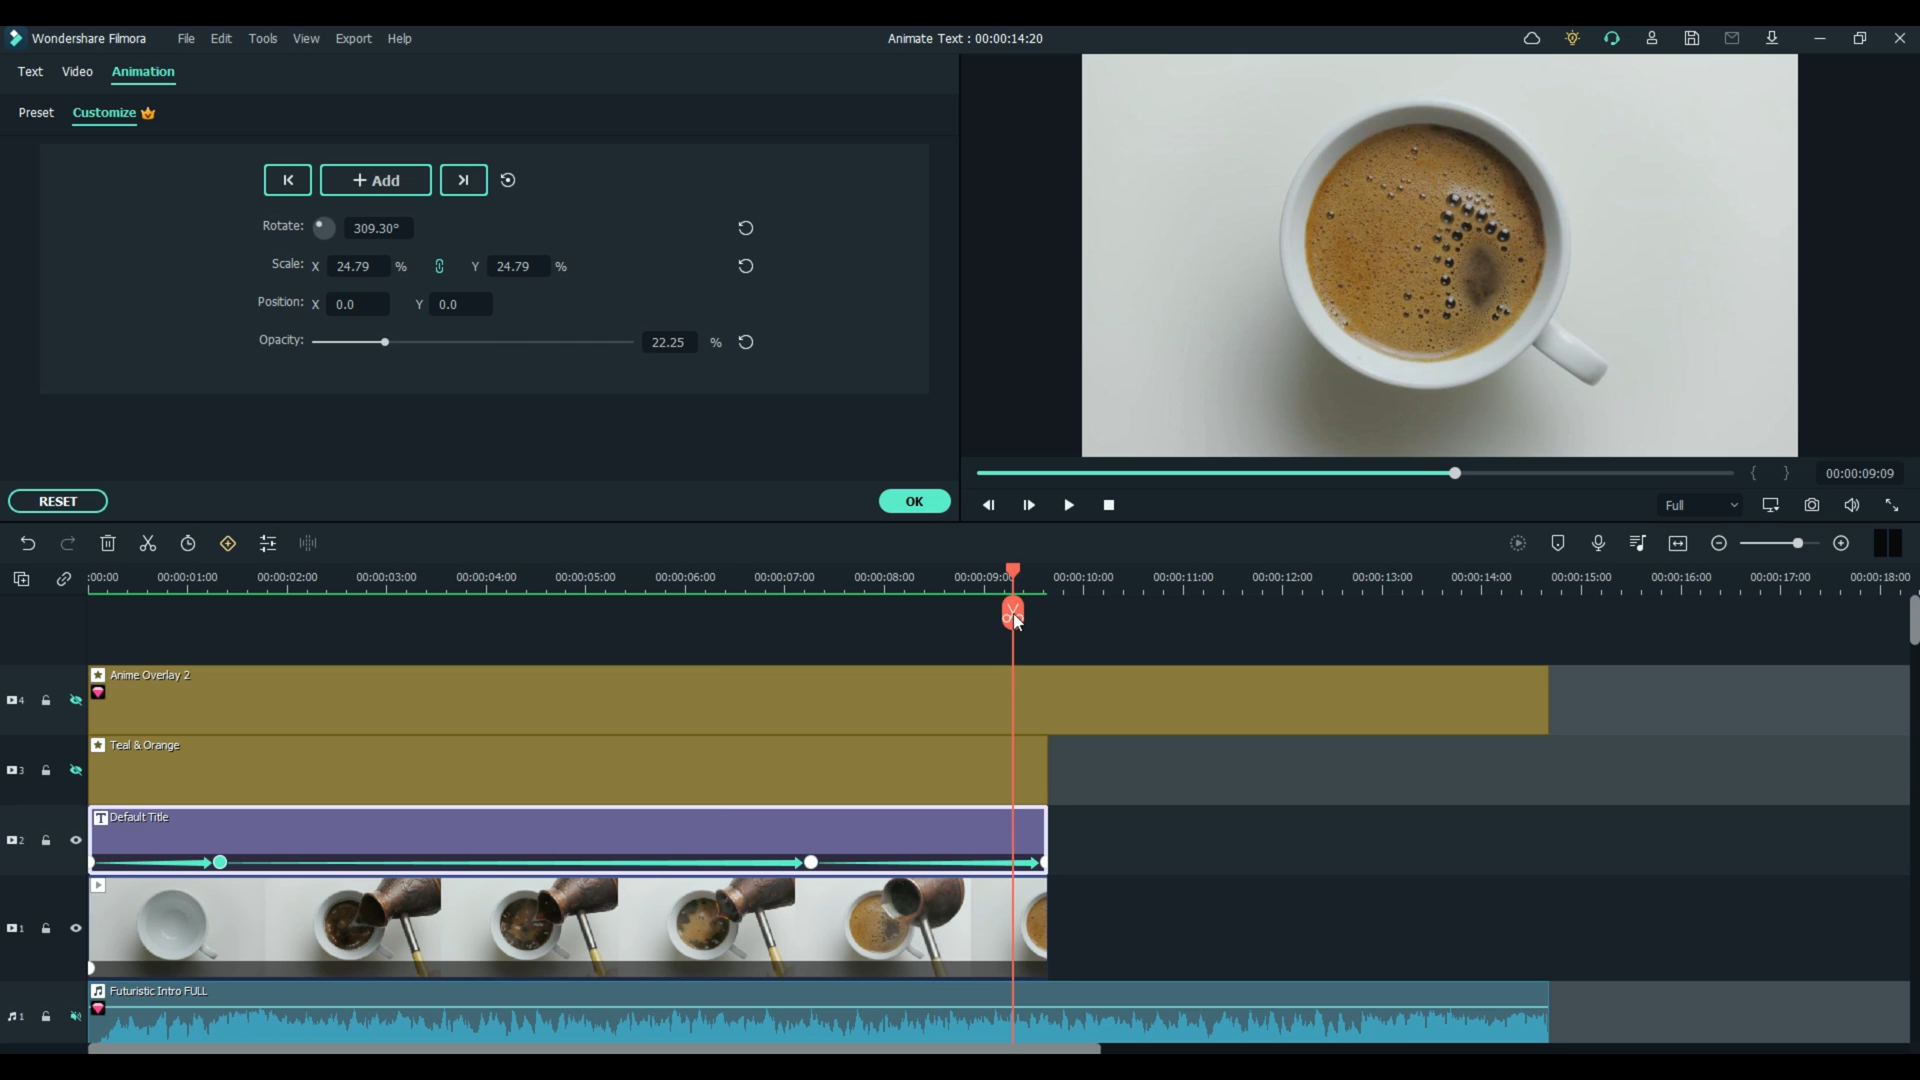 Wondershare Filmora File Edit Tools View Export Help Animate Text : 00:00:14:20
Text Video Animation
Preset Customize
+ Add
Rotate: 309.30°
Scale: X 24.79 % Y 24.79 %
Position: X 0.0 Y 0.0
Opacity: 22.25 %
{ } 00:00:09:09
RESET OK
Full
:00:00 00:00:01:00 00:00:02:00 00:00:03:00 00:00:04:00 00:00:05:00 00:00:06:00 00:00:07:00 00:00:08:00 00:00:09:0 00:00:10:00 00:00:11:00 00:00:12:00 00:00:13:00 00:00:14:00 00:00:15:00 00:00:16:00 00:00:17:00 00:00:18:00
Anime Overlay 2
4
Teal & Orange
3
T Default Title
2
1
Futuristic Intro FULL
1